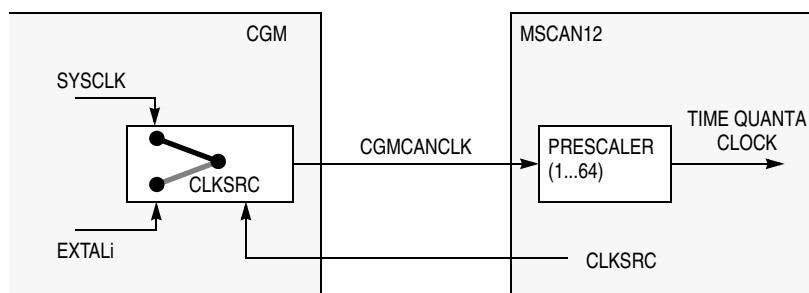 CGM
MSCAN12
SYSCLK
CLKSRC
EXTALi
CGMCANCLK
PRESCALER
(1...64)
TIME QUANTA
CLOCK
CLKSRC